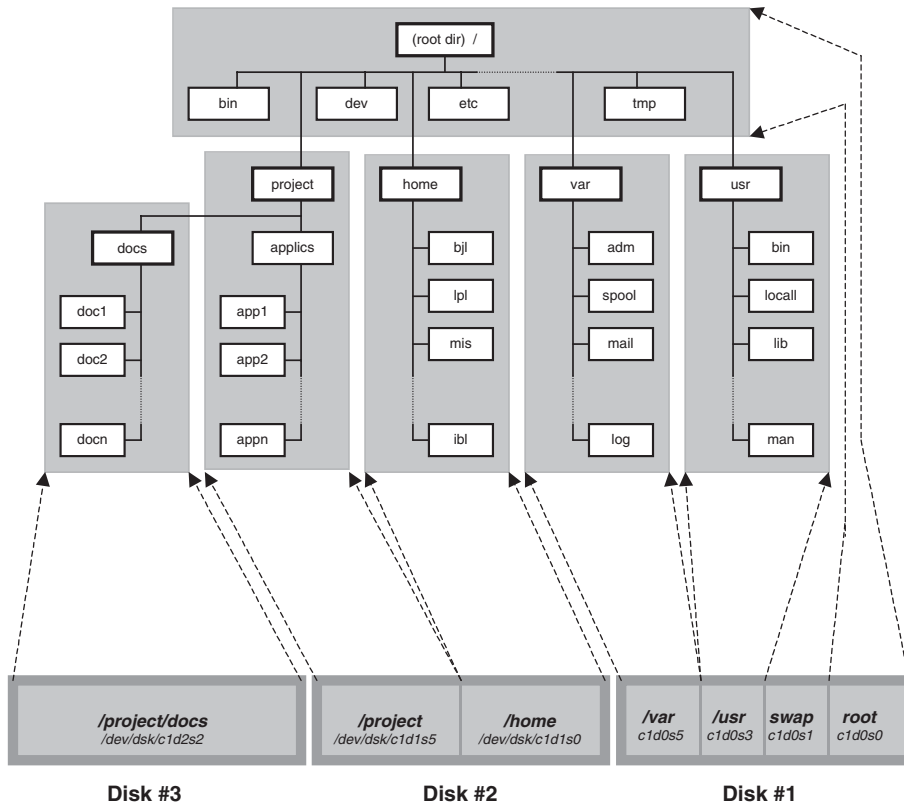 (root dir) /
bin
dev
etc
tmp
project
home
var
usr
docs
applics
bjl
adm
bin
doc1
app1
lpl
spool
locall
doc2
app2
mis
mail
lib
docn
appn
ibl
log
man
/project/docs
/dev/dsk/c1d2s2
/project
/dev/dsk/c1d1s5
/home
/dev/dsk/c1d1s0
/var
c1d0s5
/usr
c1d0s3
swap
c1d0s1
root
c1d0s0
Disk #3
Disk #2
Disk #1